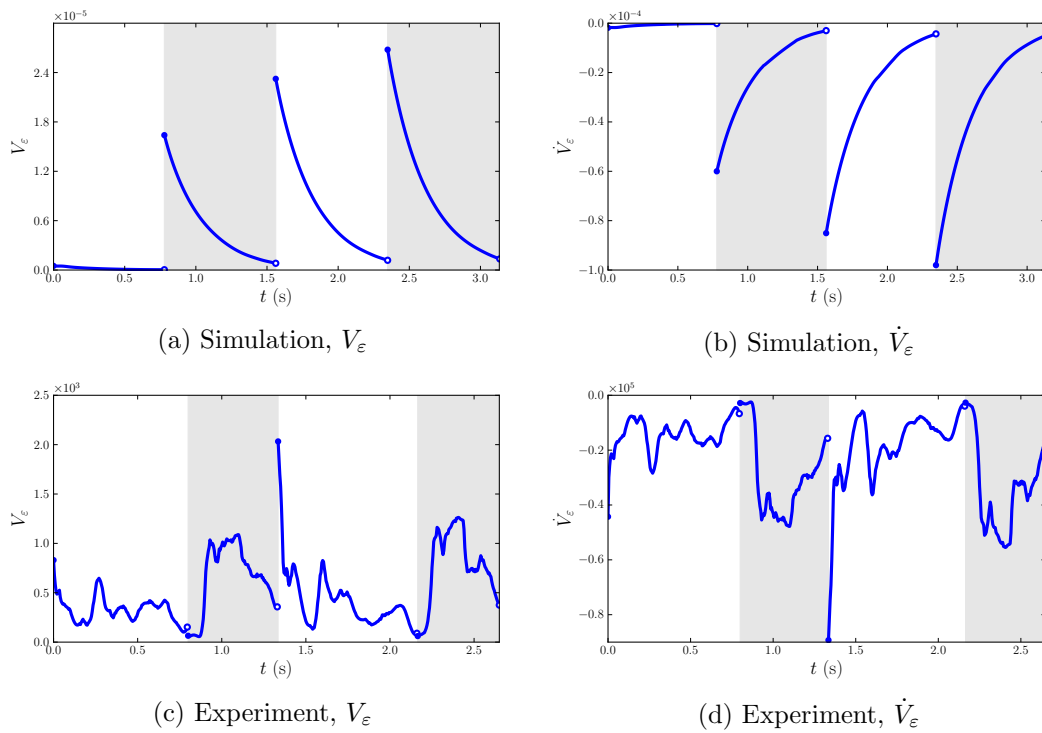 ×10⁻⁵
2.4
1.8
V_ε
1.2
0.6
0.0
0.0 0.5 1.0 1.5 2.0 2.5 3.0
t (s)
(a) Simulation, V_ε
×10⁻⁴
0.0
−0.2
−0.4
V̇_ε
−0.6
−0.8
−1.0
0.0 0.5 1.0 1.5 2.0 2.5 3.0
t (s)
(b) Simulation, V̇_ε
×10³
2.5
2.0
1.5
V_ε
1.0
0.5
0.0
0.0 0.5 1.0 1.5 2.0 2.5
t (s)
(c) Experiment, V_ε
×10⁵
0.0
−0.2
−0.4
V̇_ε
−0.6
−0.8
0.0 0.5 1.0 1.5 2.0 2.5
t (s)
(d) Experiment, V̇_ε